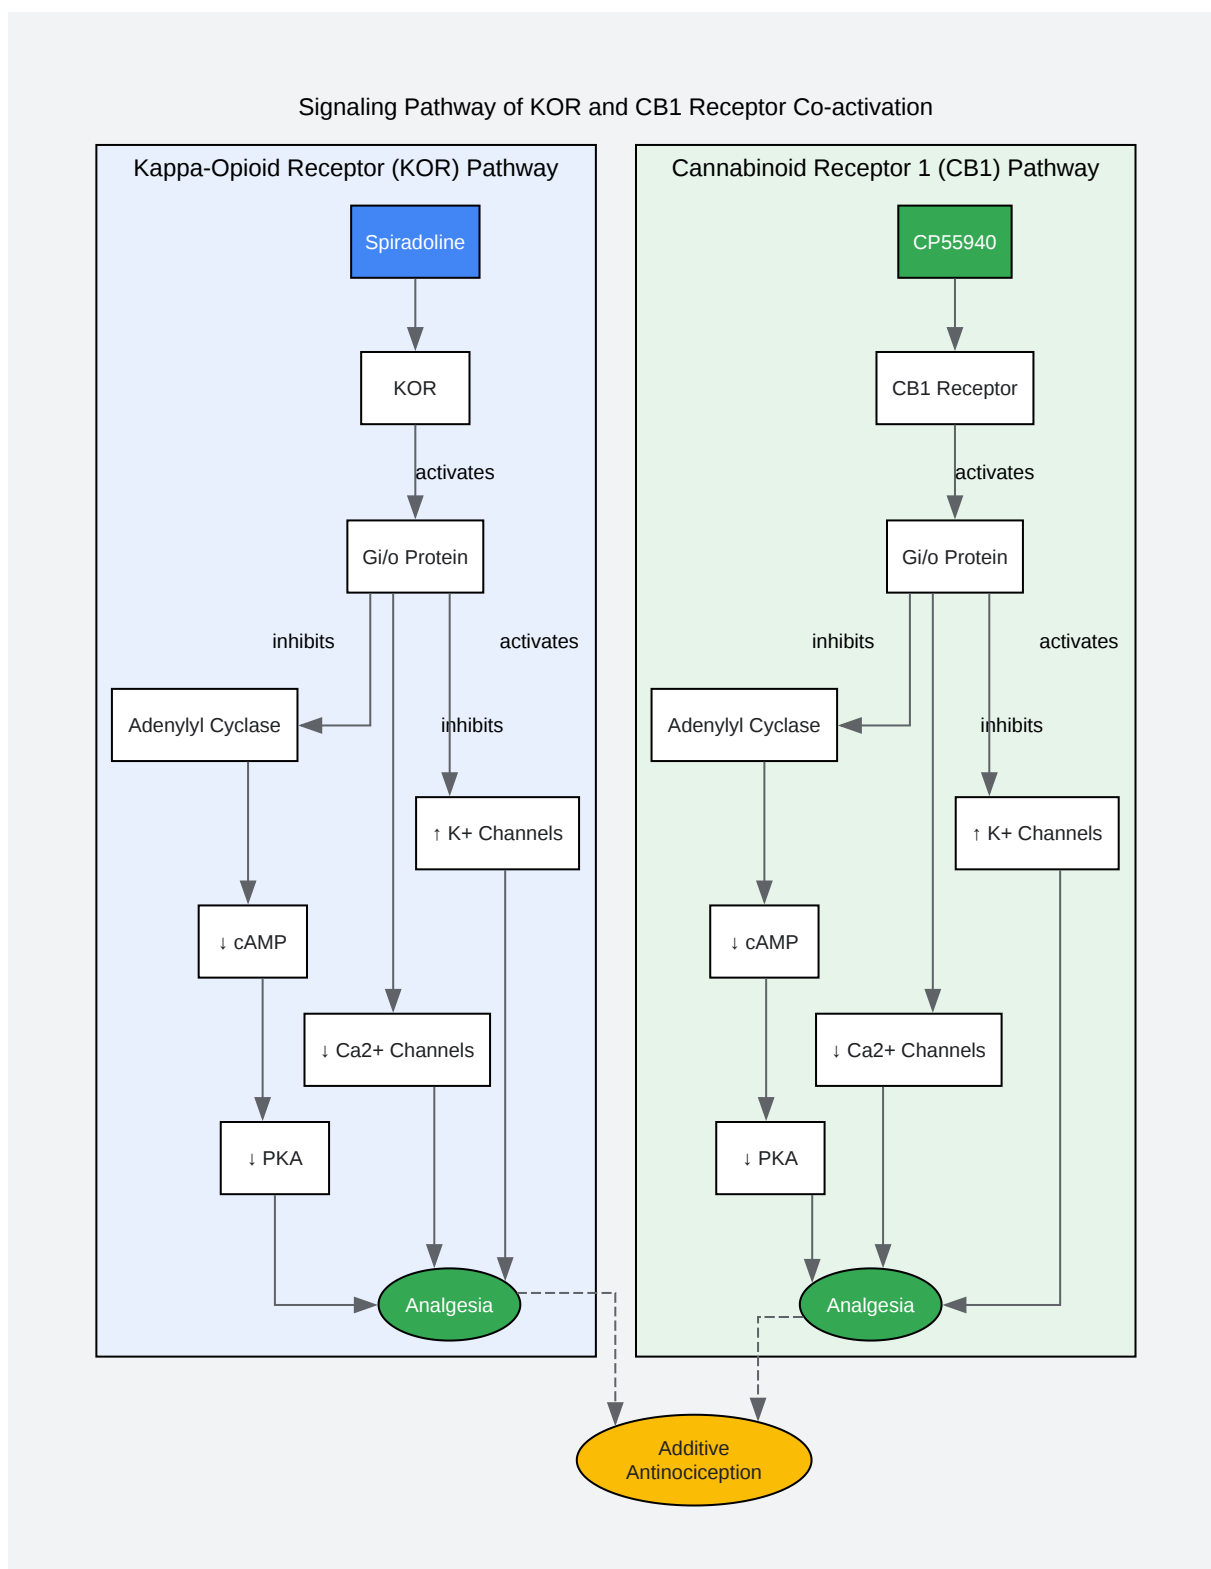 Signaling Pathway of KOR and CB1 Receptor Co-activation
Kappa-Opioid Receptor (KOR) Pathway
Spiradoline
KOR
activates
Gi/o Protein
inhibits
activates
Adenylyl Cyclase
inhibits
↑ K+ Channels
↓ cAMP
↓ Ca2+ Channels
↓ PKA
Analgesia
Cannabinoid Receptor 1 (CB1) Pathway
CP55940
CB1 Receptor
activates
Gi/o Protein
inhibits
activates
Adenylyl Cyclase
inhibits
↑ K+ Channels
↓ cAMP
↓ Ca2+ Channels
↓ PKA
Analgesia
Additive
Antinociception